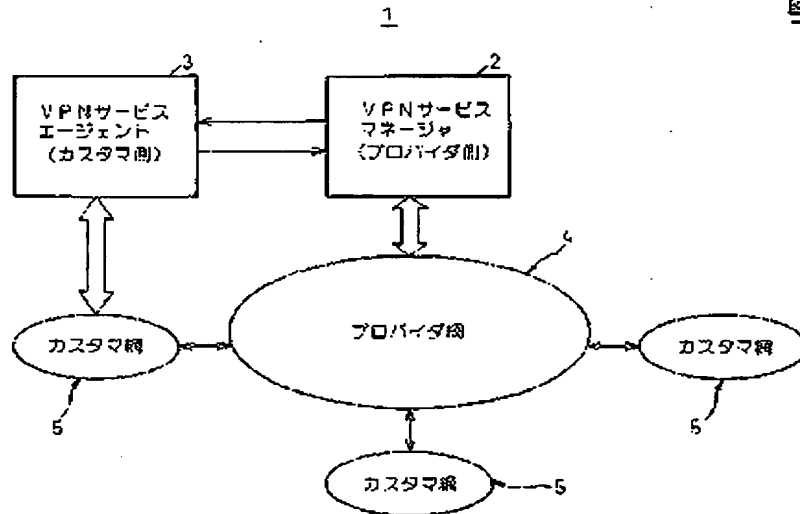 1
3
2
VPNサービス
エージェント
(カスタマ側)
VPNサービス
マネージャ
(プロバイダ側)
4
プロバイダ網
カスタマ網
カスタマ網
5
5
カスタマ網
5